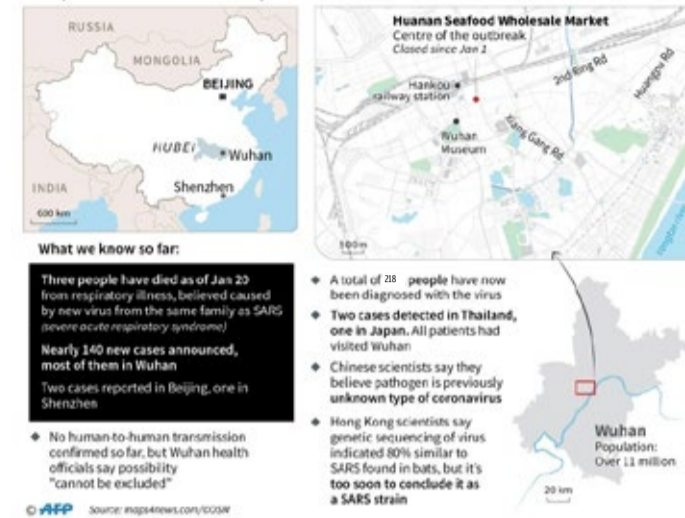 RUSSIA
MONGOLIA
BEIJING
HUBEI
Wuhan
Shenzhen
INDIA
600 km
Huanan Seafood Wholesale Market
Centre of the outbreak
Closed since Jan 1
Hankou
railway station
2nd Ring Rd
Huangpu Rd
Wuhan
Museum
Xiang Gang Rd
500m
What we know so far:
Three people have died as of Jan 20
from respiratory illness, believed caused
by new virus from the same family as SARS
(severe acute respiratory syndrome)
Nearly 140 new cases announced,
most of them in Wuhan
Two cases reported in Beijing, one in
Shenzhen
No human-to-human transmission
confirmed so far, but Wuhan health
officials say possibility
"cannot be excluded"
A total of 218 people have now
been diagnosed with the virus
Two cases detected in Thailand,
one in Japan. All patients had
visited Wuhan
Chinese scientists say they
believe pathogen is previously
unknown type of coronavirus
Hong Kong scientists say
genetic sequencing of virus
indicated 80% similar to
SARS found in bats, but it's
too soon to conclude it as
a SARS strain
Wuhan
Population:
Over 11 million
20 km
© AFP
Source: maps4news.com/©OSM